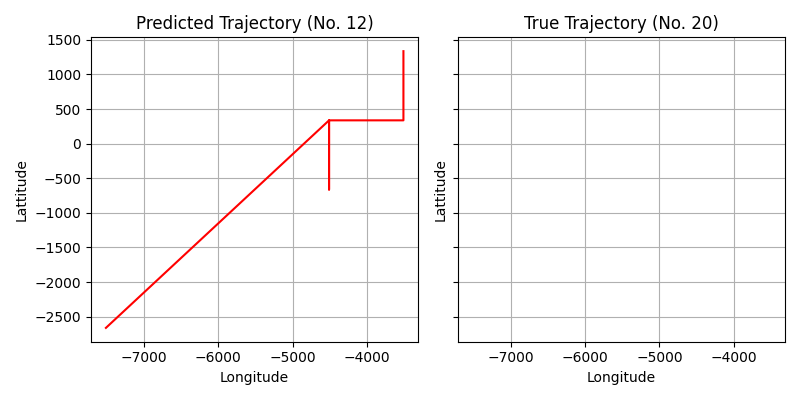 Predicted Trajectory (No. 12)
True Trajectory (No. 20)
1500
1000
500
0
−500
−1000
−1500
−2000
−2500
Lattitude
Lattitude
−7000 −6000 −5000 −4000
−7000 −6000 −5000 −4000
Longitude
Longitude